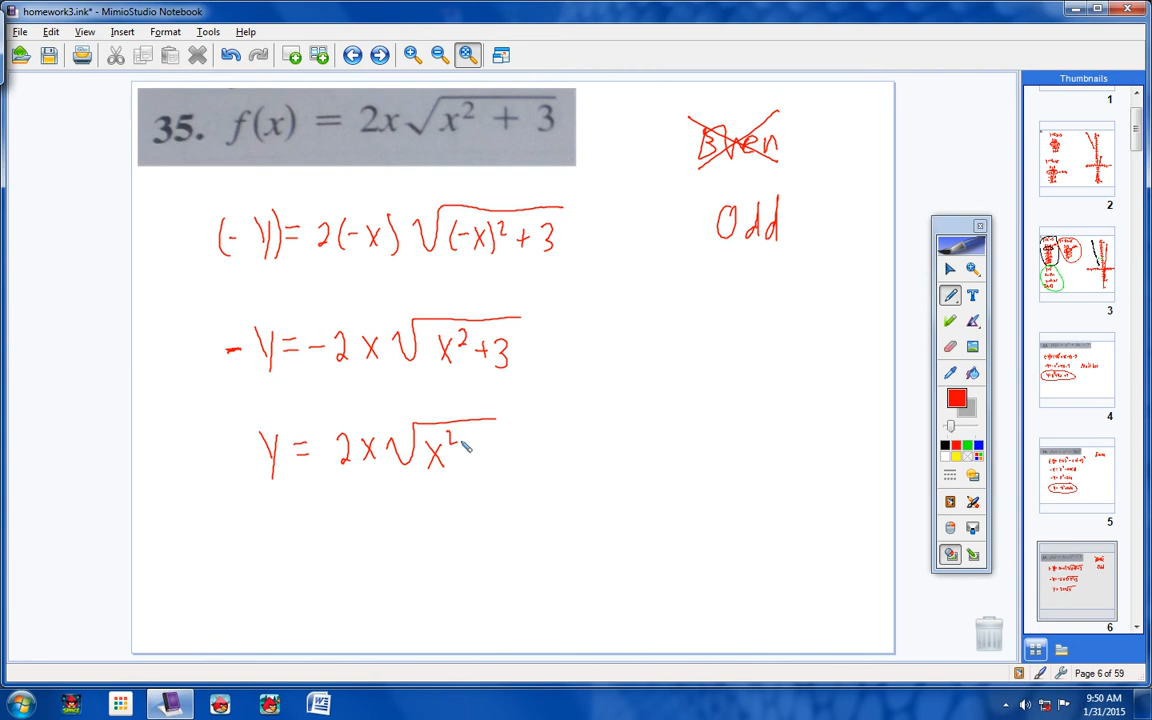 homework3.ink* - MimioStudio Notebook
File Edit View Insert Format Tools Help
Thumbnails
35. f(x) = 2x√(x² + 3)
Even
Odd
(- y) = 2(-x) √((-x)² + 3)
- y = - 2 x √(x² + 3)
y = 2x √(x²
1
2
3
4
5
6
Page 6 of 59
9:50 AM
1/31/2015